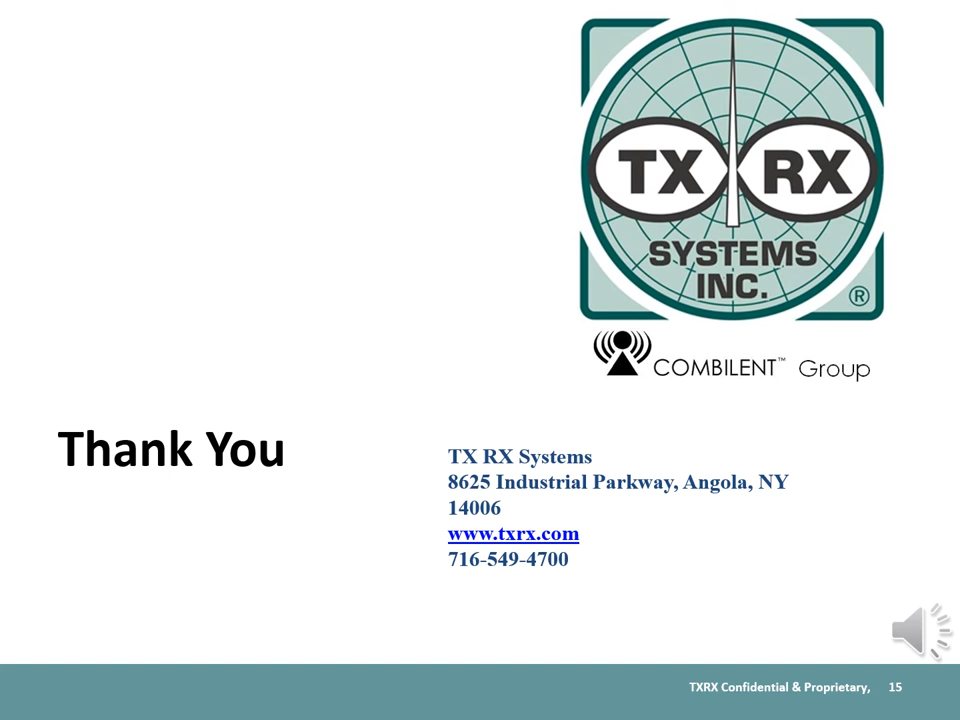 TX RX
SYSTEMS
INC.
®
COMBILENT™ Group
Thank You
TX RX Systems
8625 Industrial Parkway, Angola, NY
14006
www.txrx.com
716-549-4700
TXRX Confidential & Proprietary, 15